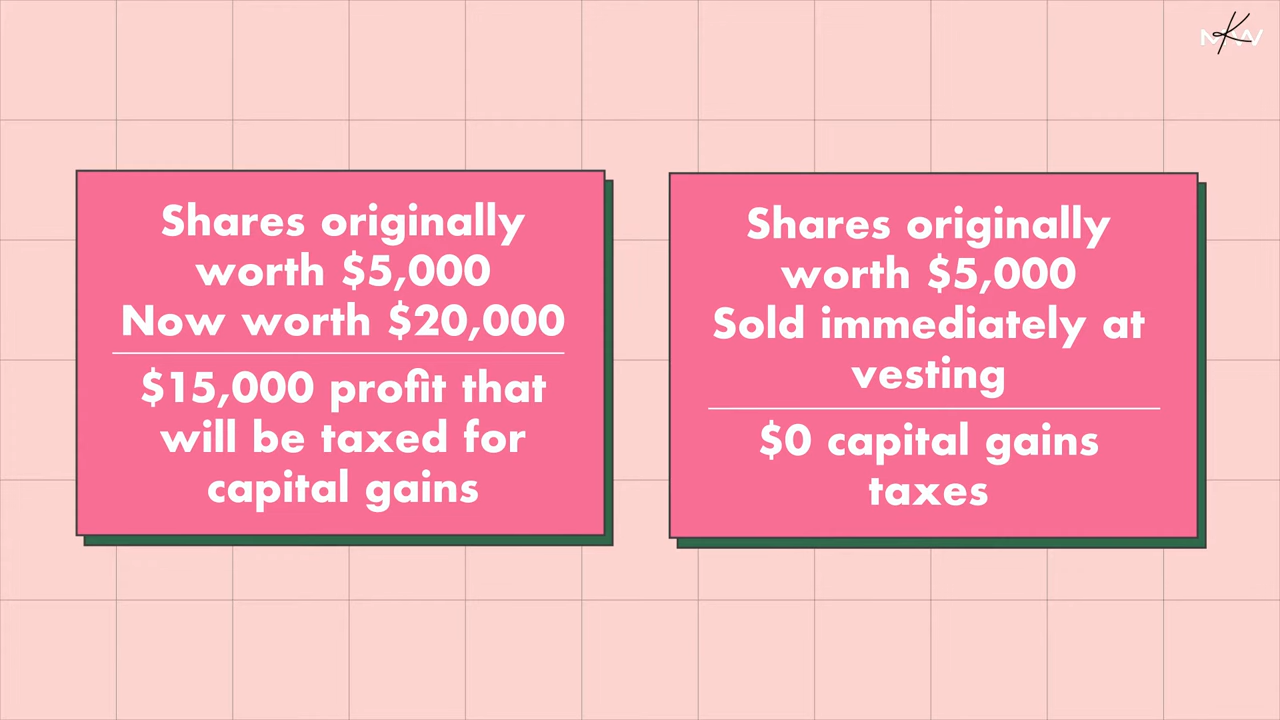 MKW
Shares originally
worth $5,000
Now worth $20,000
$15,000 profit that
will be taxed for
capital gains
Shares originally
worth $5,000
Sold immediately at
vesting
$0 capital gains
taxes